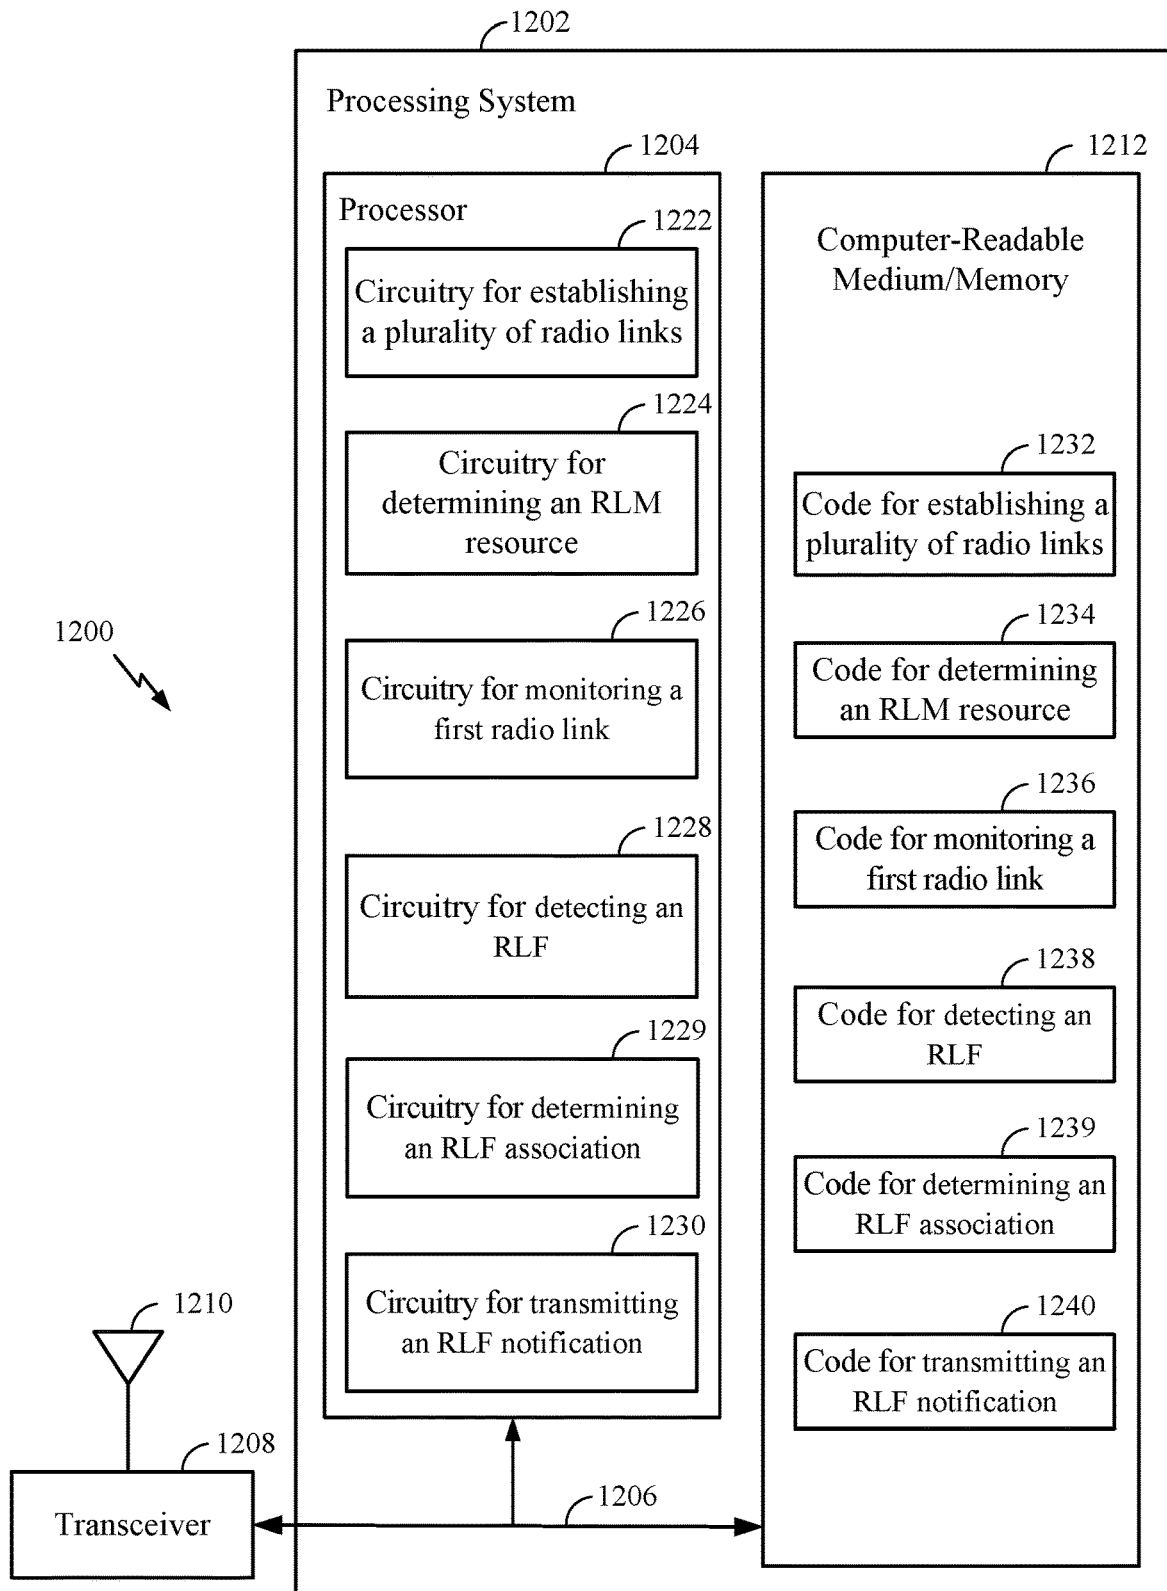 1202
Processing System
1204
1212
Processor
1222
Circuitry for establishing
a plurality of radio links
1224
Circuitry for
determining an RLM
resource
1226
Circuitry for monitoring a
first radio link
1228
Circuitry for detecting an
RLF
1229
Circuitry for determining
an RLF association
1230
Circuitry for transmitting
an RLF notification
Computer-Readable
Medium/Memory
1232
Code for establishing a
plurality of radio links
1234
Code for determining
an RLM resource
1236
Code for monitoring a
first radio link
1238
Code for detecting an
RLF
1239
Code for determining an
RLF association
1240
Code for transmitting an
RLF notification
1200
1210
1208
Transceiver
1206